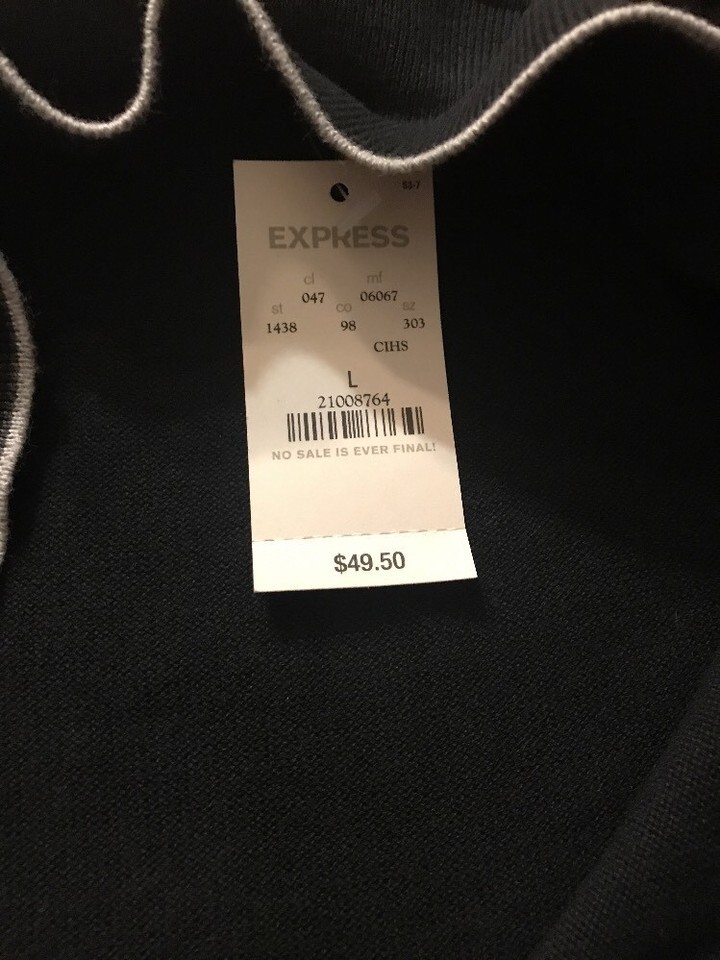 53-7
EXPRESS
cl ml
047 06067
st co sz
1438 98 303
CIHS
L
21008764
NO SALE IS EVER FINAL!
$49.50